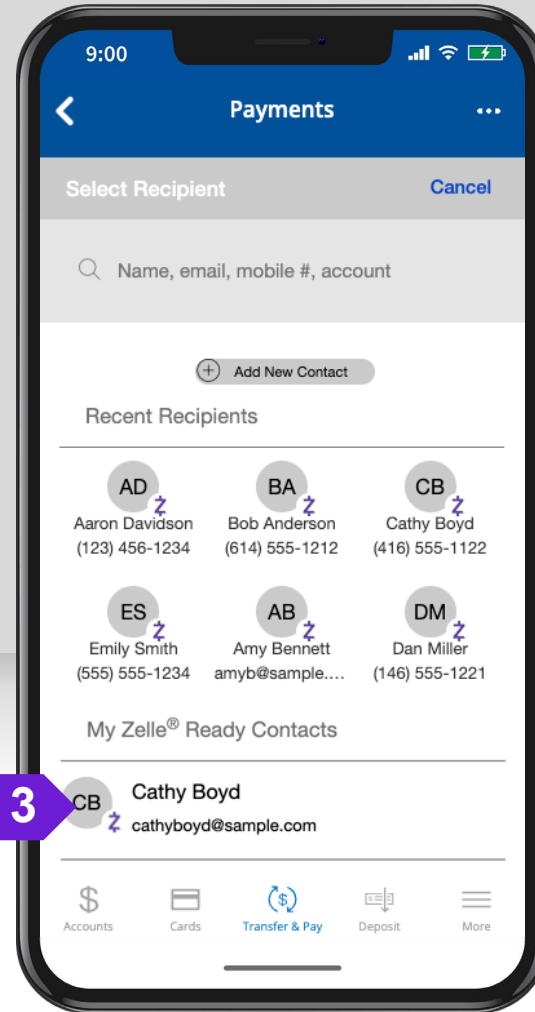 9:00
Payments
Select Recipient Cancel
Name, email, mobile #, account
Add New Contact
Recent Recipients
AD BA CB
Aaron Davidson Bob Anderson Cathy Boyd
(123) 456-1234 (614) 555-1212 (416) 555-1122
ES AB DM
Emily Smith Amy Bennett Dan Miller
(555) 555-1234 amyb@sample.... (146) 555-1221
My Zelle® Ready Contacts
3 CB Cathy Boyd
cathyboyd@sample.com
Accounts Cards Transfer & Pay Deposit More